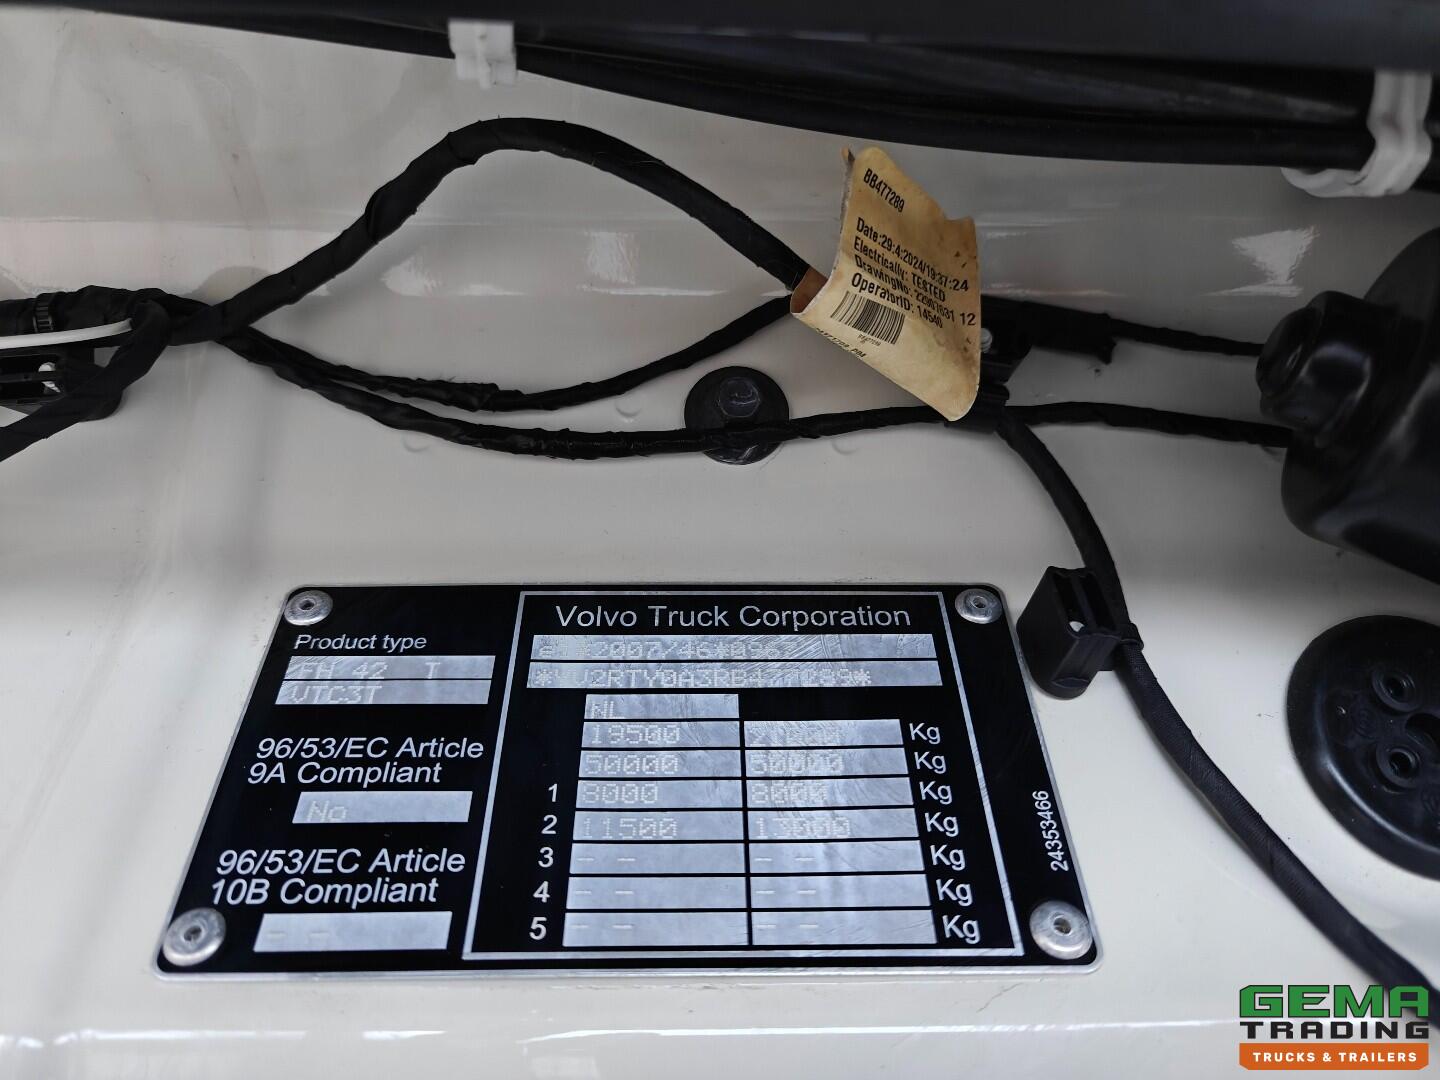 BB477289
Date:29:4:2024/19:37:24
Electrically: TESTED
DrawingNo: 22907631 12
OperatorID: 14540
Volvo Truck Corporation
Product type
FH 42 T
VTC3T
96/53/EC Article
9A Compliant
No
96/53/EC Article
10B Compliant
- -
NL
19500 Kg
50000 50000 Kg
1 8000 8000 Kg
2 11500 13000 Kg
3 - - - - Kg
4 - - - - Kg
5 - - - - Kg
24353466
GEMA
TRADING
TRUCKS & TRAILERS